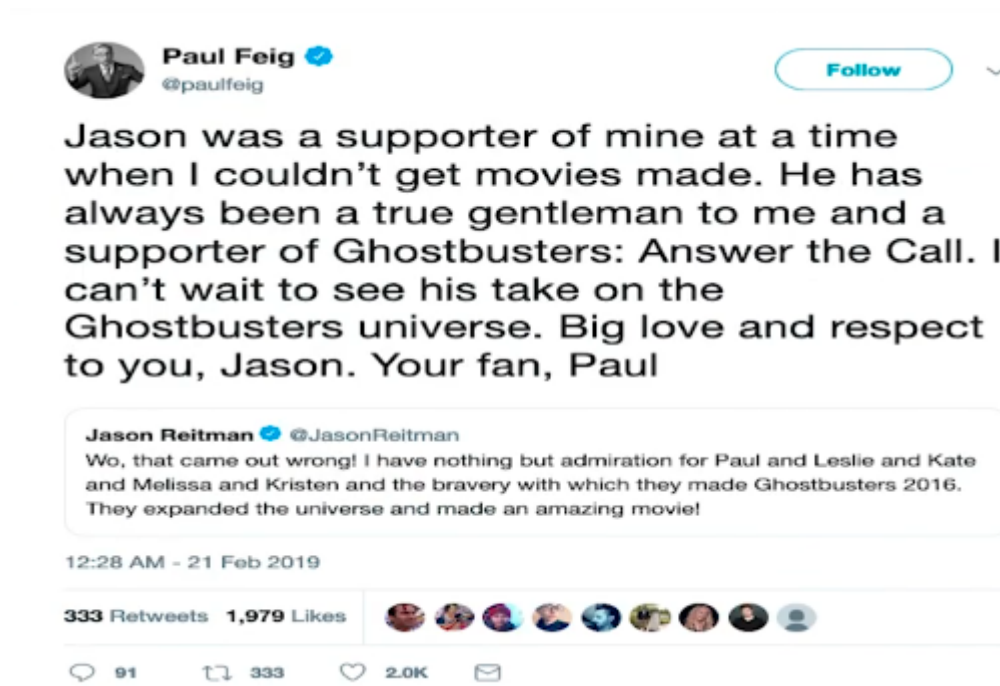 Paul Feig
@paulfeig
Follow
Jason was a supporter of mine at a time
when I couldn't get movies made. He has
always been a true gentleman to me and a
supporter of Ghostbusters: Answer the Call. I
can't wait to see his take on the
Ghostbusters universe. Big love and respect
to you, Jason. Your fan, Paul
Jason Reitman @JasonReitman
Wo, that came out wrong! I have nothing but admiration for Paul and Leslie and Kate
and Melissa and Kristen and the bravery with which they made Ghostbusters 2016.
They expanded the universe and made an amazing movie!
12:28 AM - 21 Feb 2019
333 Retweets 1,979 Likes
91 333 2.0K